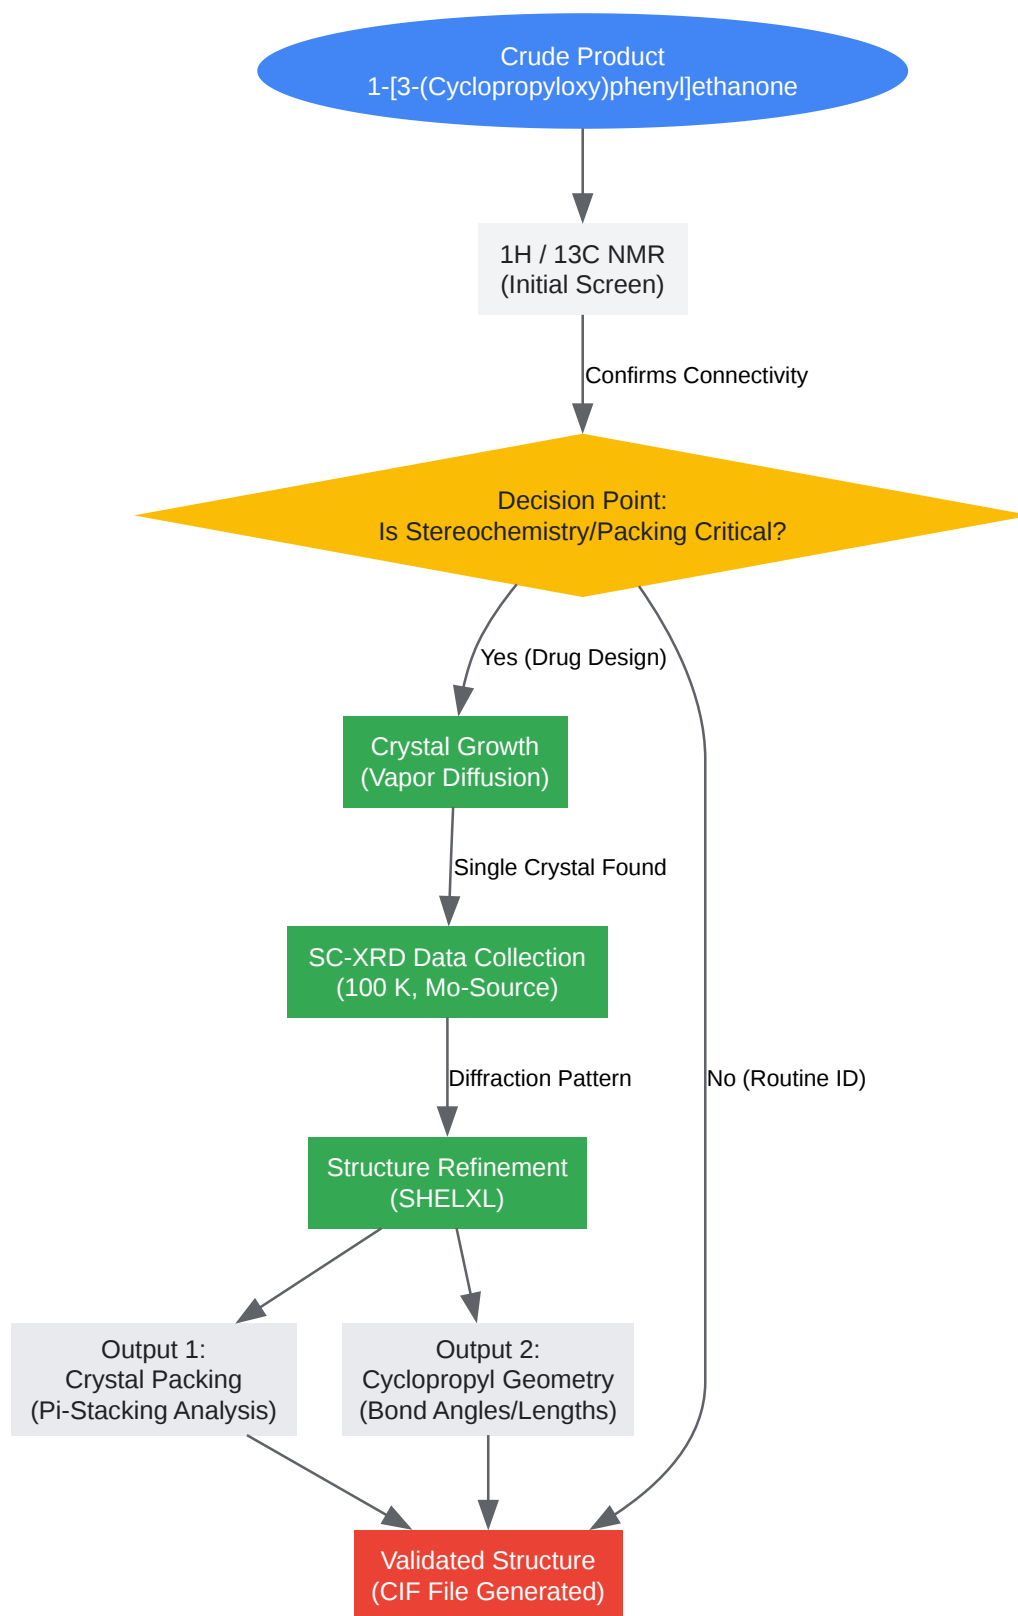 Crude Product
1-[3-(Cyclopropyloxy)phenyl]ethanone
1H / 13C NMR
(Initial Screen)
Confirms Connectivity
Decision Point:
Is Stereochemistry/Packing Critical?
Yes (Drug Design)
Crystal Growth
(Vapor Diffusion)
Single Crystal Found
SC-XRD Data Collection
(100 K, Mo-Source)
Diffraction Pattern
No (Routine ID)
Structure Refinement
(SHELXL)
Output 1:
Crystal Packing
(Pi-Stacking Analysis)
Output 2:
Cyclopropyl Geometry
(Bond Angles/Lengths)
Validated Structure
(CIF File Generated)